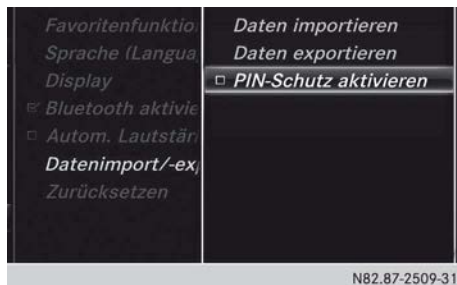 Favoritenfunktio
Sprache (Langua
Display
Bluetooth aktivie
Autom. Lautstär
Datenimport/-ex
Zurücksetzen
Daten importieren
Daten exportieren
PIN-Schutz aktivieren
N82.87-2509-31